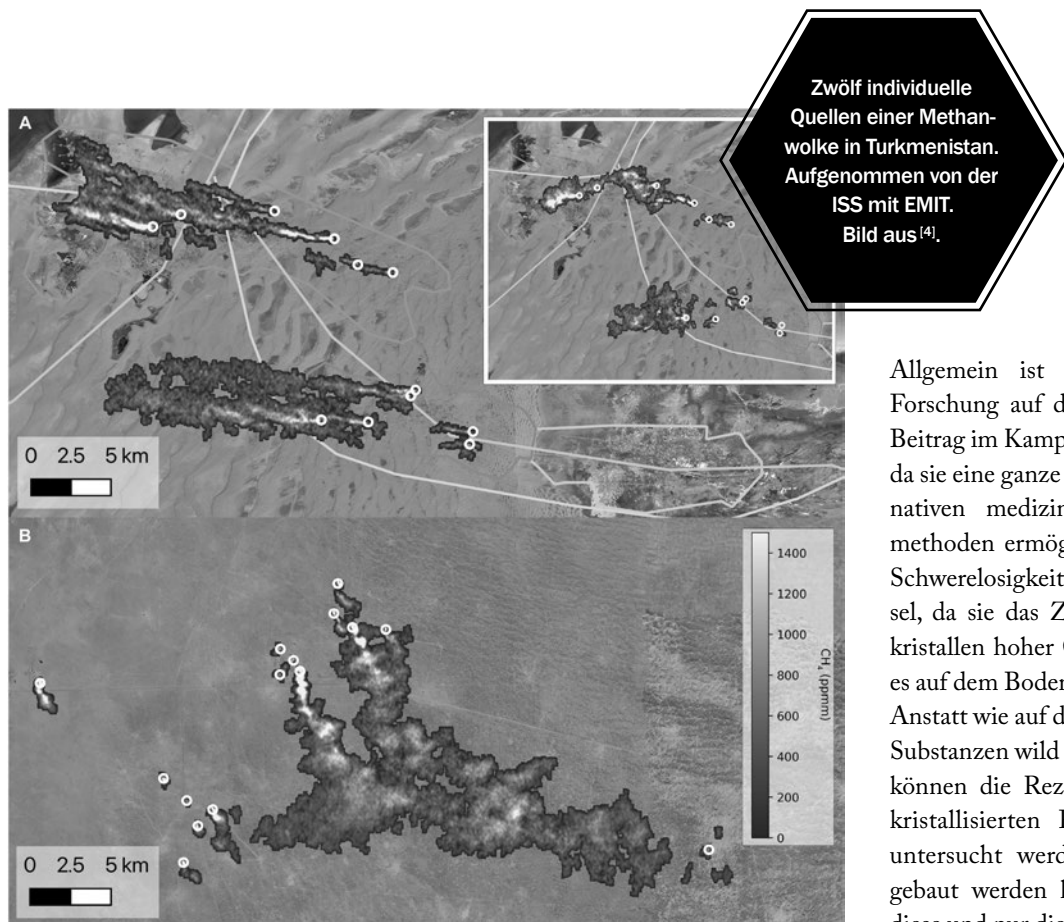 Zwölf individuelle
Quellen einer Methan-
wolke in Turkmenistan.
Aufgenommen von der
ISS mit EMIT.
Bild aus [4].
A
0 2.5 5 km
B
1400
1200
1000
800
600
400
200
0
CH₄ (ppmm)
0 2.5 5 km
Allgemein ist
Forschung auf d
Beitrag im Kamp
da sie eine ganze
nativen medizin
methoden ermög
Schwerelosigkeit
sel, da sie das Z
kristallen hoher
es auf dem Boden
Anstatt wie auf d
Substanzen wild
können die Rez
kristallisierten
untersucht werd
gebaut werden
dieses und nur die